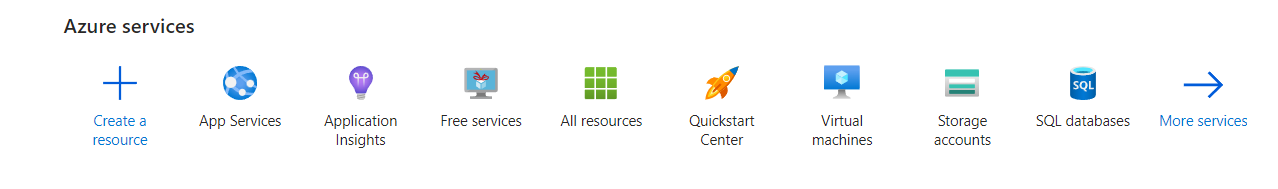 Azure services
Create a
resource
App Services
Application
Insights
Free services
All resources
Quickstart
Center
Virtual
machines
Storage
accounts
SQL
SQL databases
More services